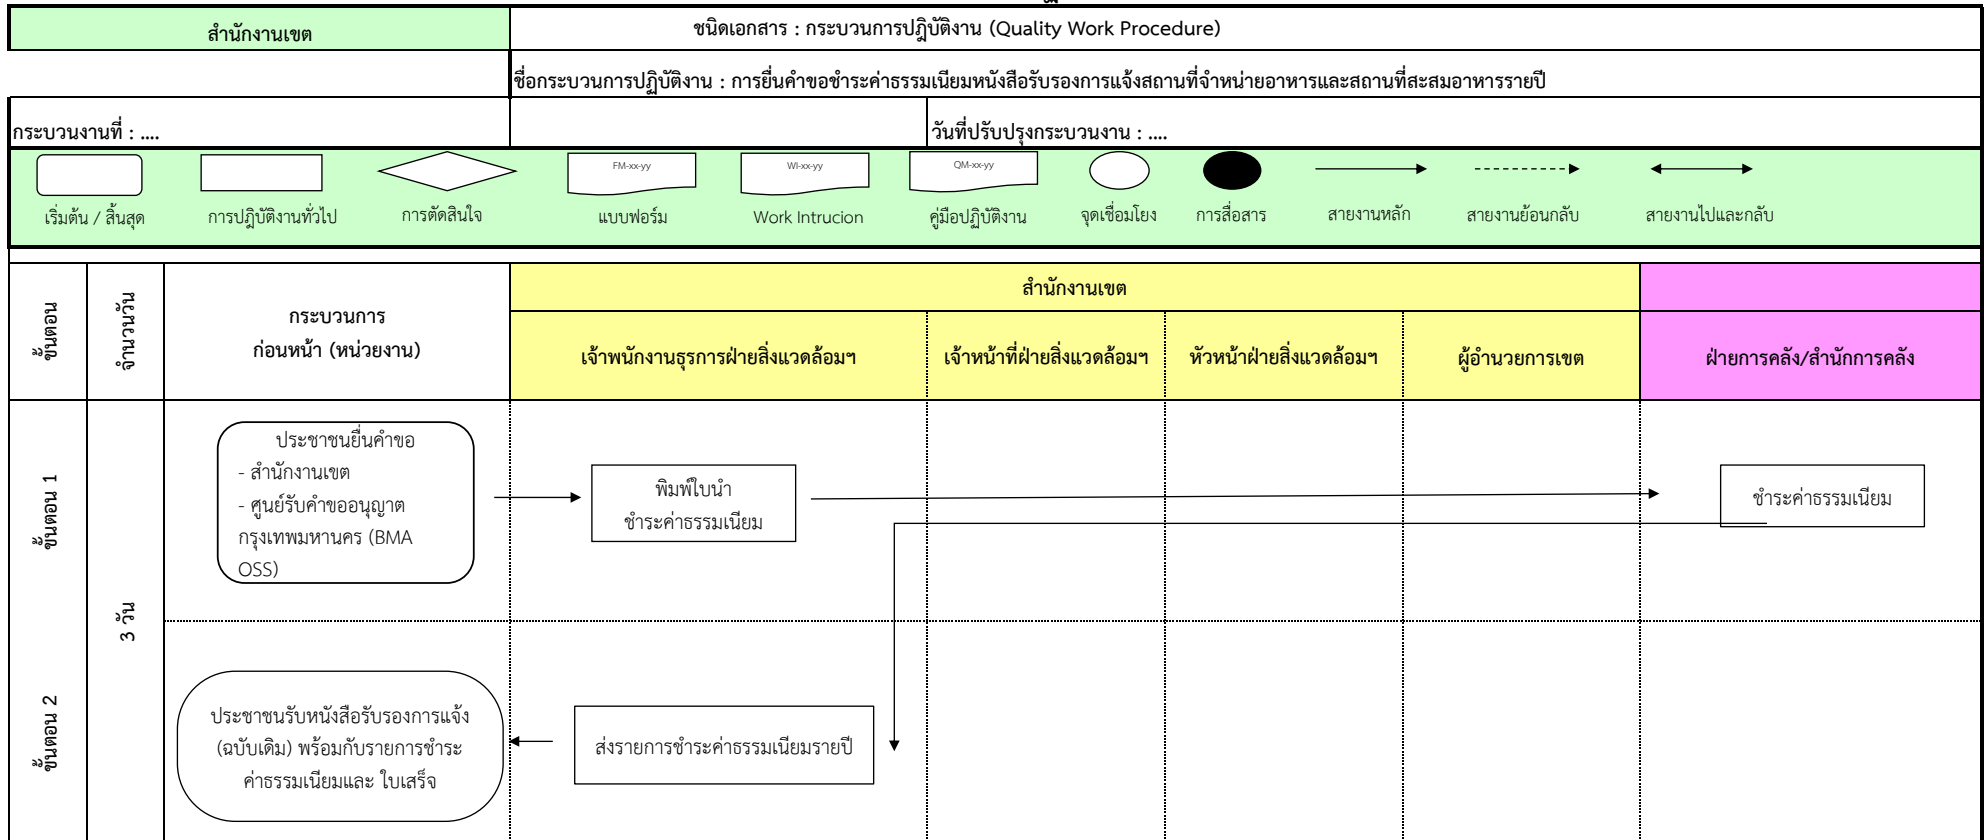 สำนักงานเขต
ชนิดเอกสาร : กระบวนการปฎิบัติงาน (Quality Work Procedure)
ชื่อกระบวนการปฏิบัติงาน : การยื่นคำขอชำระค่าธรรมเนียมหนังสือรับรองการแจ้งสถานที่จำหน่ายอาหารและสถานที่สะสมอาหารรายปี
กระบวนงานที่ : ....
วันที่ปรับปรุงกระบวนงาน : ....
FM-xx-yy
WI-xx-yy
QM-xx-yy
เริ่มต้น / สิ้นสุด
การปฎิบัติงานทั่วไป
การตัดสินใจ
แบบฟอร์ม
Work Intrucion
คู่มือปฏิบัติงาน
จุดเชื่อมโยง
การสื่อสาร
สายงานหลัก
สายงานย้อนกลับ
สายงานไปและกลับ
ขั้นตอน
จำนวนวัน
กระบวนการ
ก่อนหน้า (หน่วยงาน)
สำนักงานเขต
เจ้าพนักงานธุรการฝ่ายสิ่งแวดล้อมฯ
เจ้าหน้าที่ฝ่ายสิ่งแวดล้อมฯ
หัวหน้าฝ่ายสิ่งแวดล้อมฯ
ผู้อำนวยการเขต
ฝ่ายการคลัง/สำนักการคลัง
ขั้นตอน 1
3 วัน
ประชาชนยื่นคำขอ
- สำนักงานเขต
- ศูนย์รับคำขออนุญาต
กรุงเทพมหานคร (BMA
OSS)
พิมพ์ใบนำ
ชำระค่าธรรมเนียม
ชำระค่าธรรมเนียม
ขั้นตอน 2
ประชาชนรับหนังสือรับรองการแจ้ง
(ฉบับเดิม) พร้อมกับรายการชำระ
ค่าธรรมเนียมและ ใบเสร็จ
ส่งรายการชำระค่าธรรมเนียมรายปี